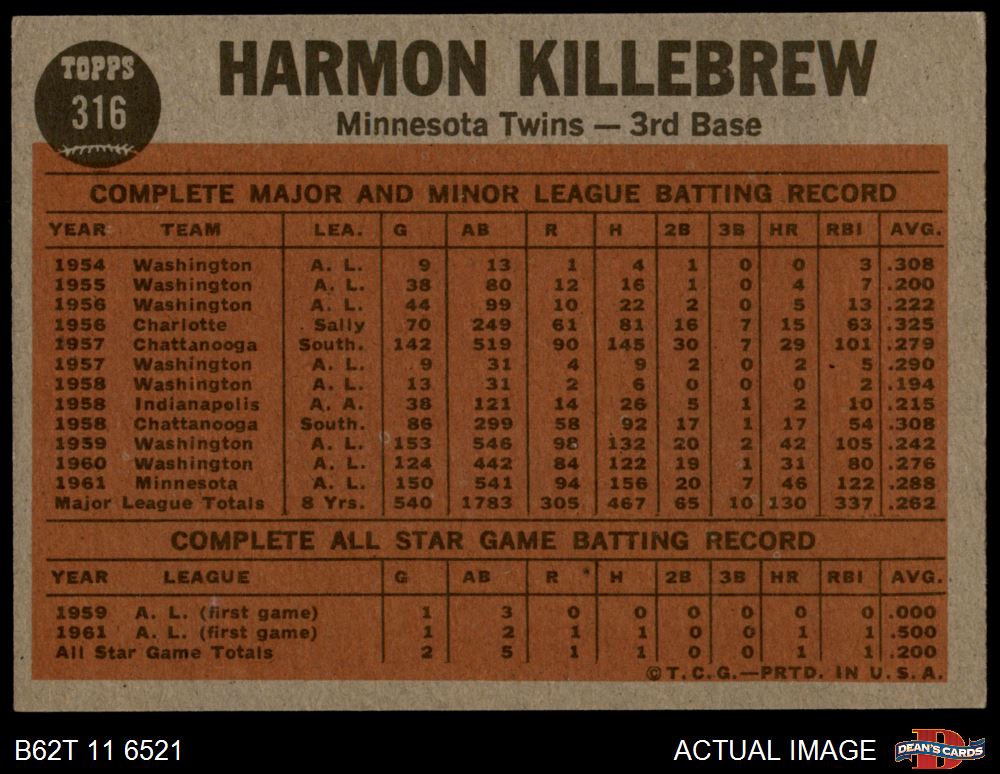 TOPPS
316
HARMON KILLEBREW
Minnesota Twins — 3rd Base
COMPLETE MAJOR AND MINOR LEAGUE BATTING RECORD
YEAR TEAM LEA. G AB R H 2B 3B HR RBI AVG.
1954 Washington A. L. 9 13 1 4 1 0 0 3 .308
1955 Washington A. L. 38 80 12 16 1 0 4 7 .200
1956 Washington A. L. 44 99 10 22 2 0 5 13 .222
1956 Charlotte Sally 70 249 61 81 16 7 15 63 .325
1957 Chattanooga South. 142 519 90 145 30 7 29 101 .279
1957 Washington A. L. 9 31 4 9 2 0 2 5 .290
1958 Washington A. L. 13 31 2 6 0 0 0 2 .194
1958 Indianapolis A. A. 38 121 14 26 5 1 2 10 .215
1958 Chattanooga South. 86 299 58 92 17 1 17 54 .308
1959 Washington A. L. 153 546 98 132 20 2 42 105 .242
1960 Washington A. L. 124 442 84 122 19 1 31 80 .276
1961 Minnesota A. L. 150 541 94 156 20 7 46 122 .288
Major League Totals 8 Yrs. 540 1783 305 467 65 10 130 337 .262
COMPLETE ALL STAR GAME BATTING RECORD
YEAR LEAGUE G AB R H 2B 3B HR RBI AVG.
1959 A. L. (first game) 1 3 0 0 0 0 0 0 .000
1961 A. L. (first game) 1 2 1 1 0 0 1 1 .500
All Star Game Totals 2 5 1 1 0 0 1 1 .200
©T.C.G.—PRTD. IN U.S.A.
B62T 11 6521
ACTUAL IMAGE
DEAN'S CARDS